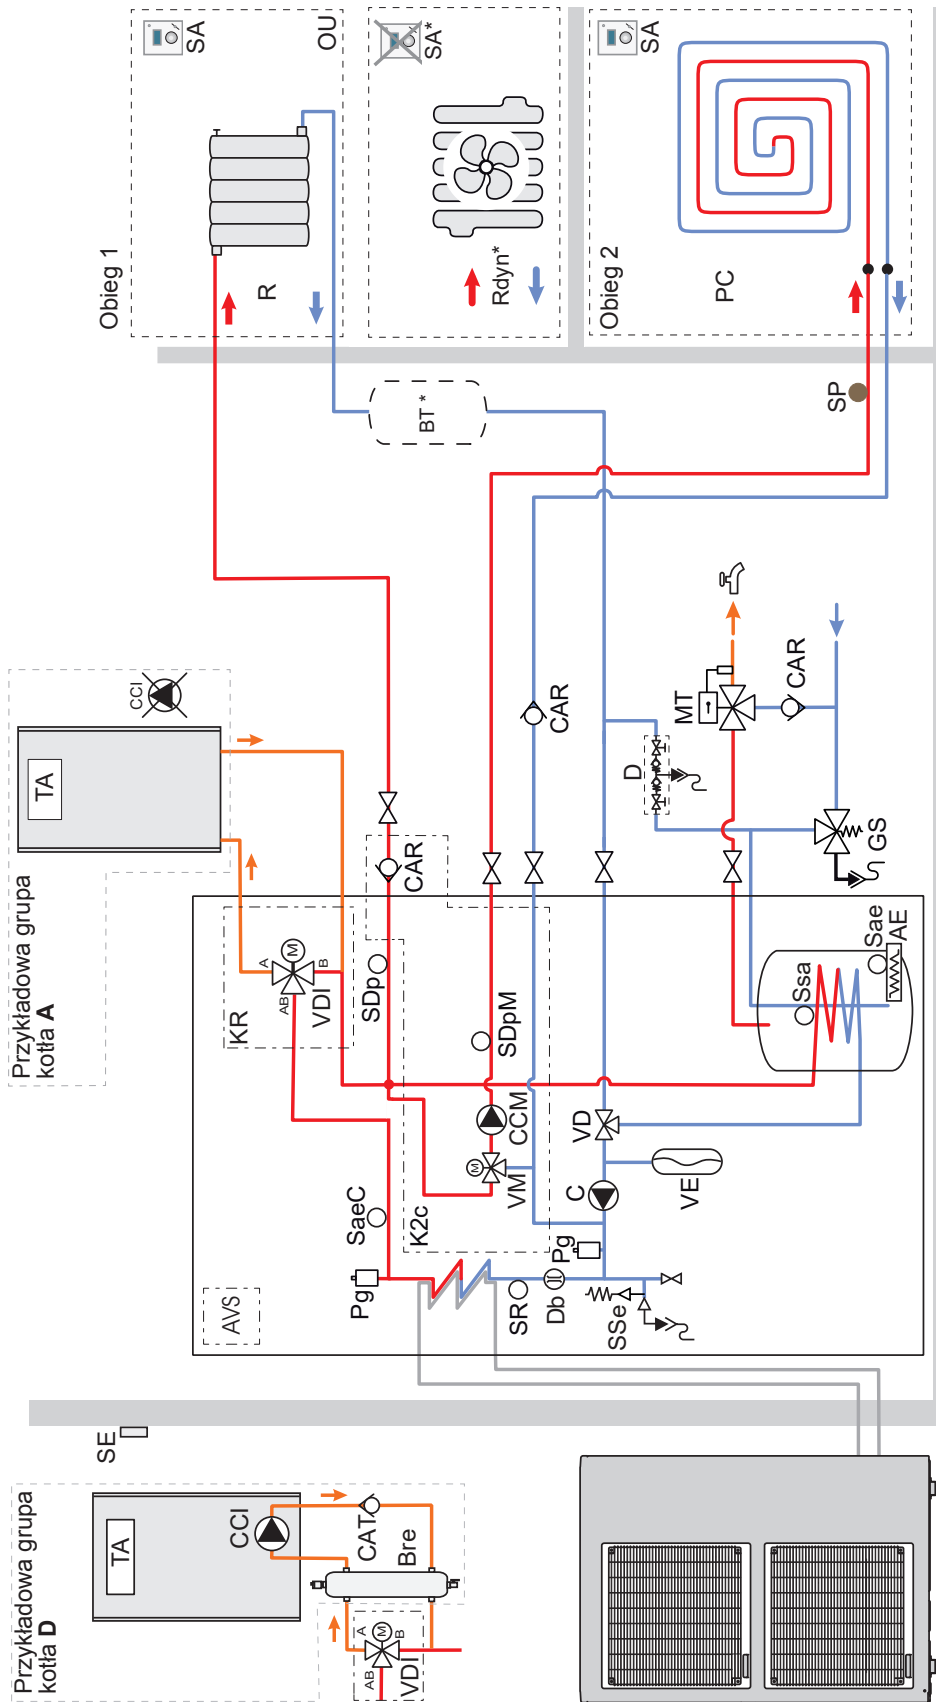 Przykładowa grupa
kotła D
TA
CCI
CAT
Bre
A
M
B
AB
VDI
SE
Przykładowa grupa
kotła A
TA
CCI
AVS
KR
A
M
B
AB
VDI
SaeC
Pg
K2c
SDp
CAR
SDpM
CCM
M
VM
SR
Db
Pg
SSe
C
VD
VE
Ssa
Sae
AE
CAR
D
MT
CAR
GS
BT *
SP
Obieg 1
R
SA
OU
SA*
Rdyn*
Obieg 2
SA
PC